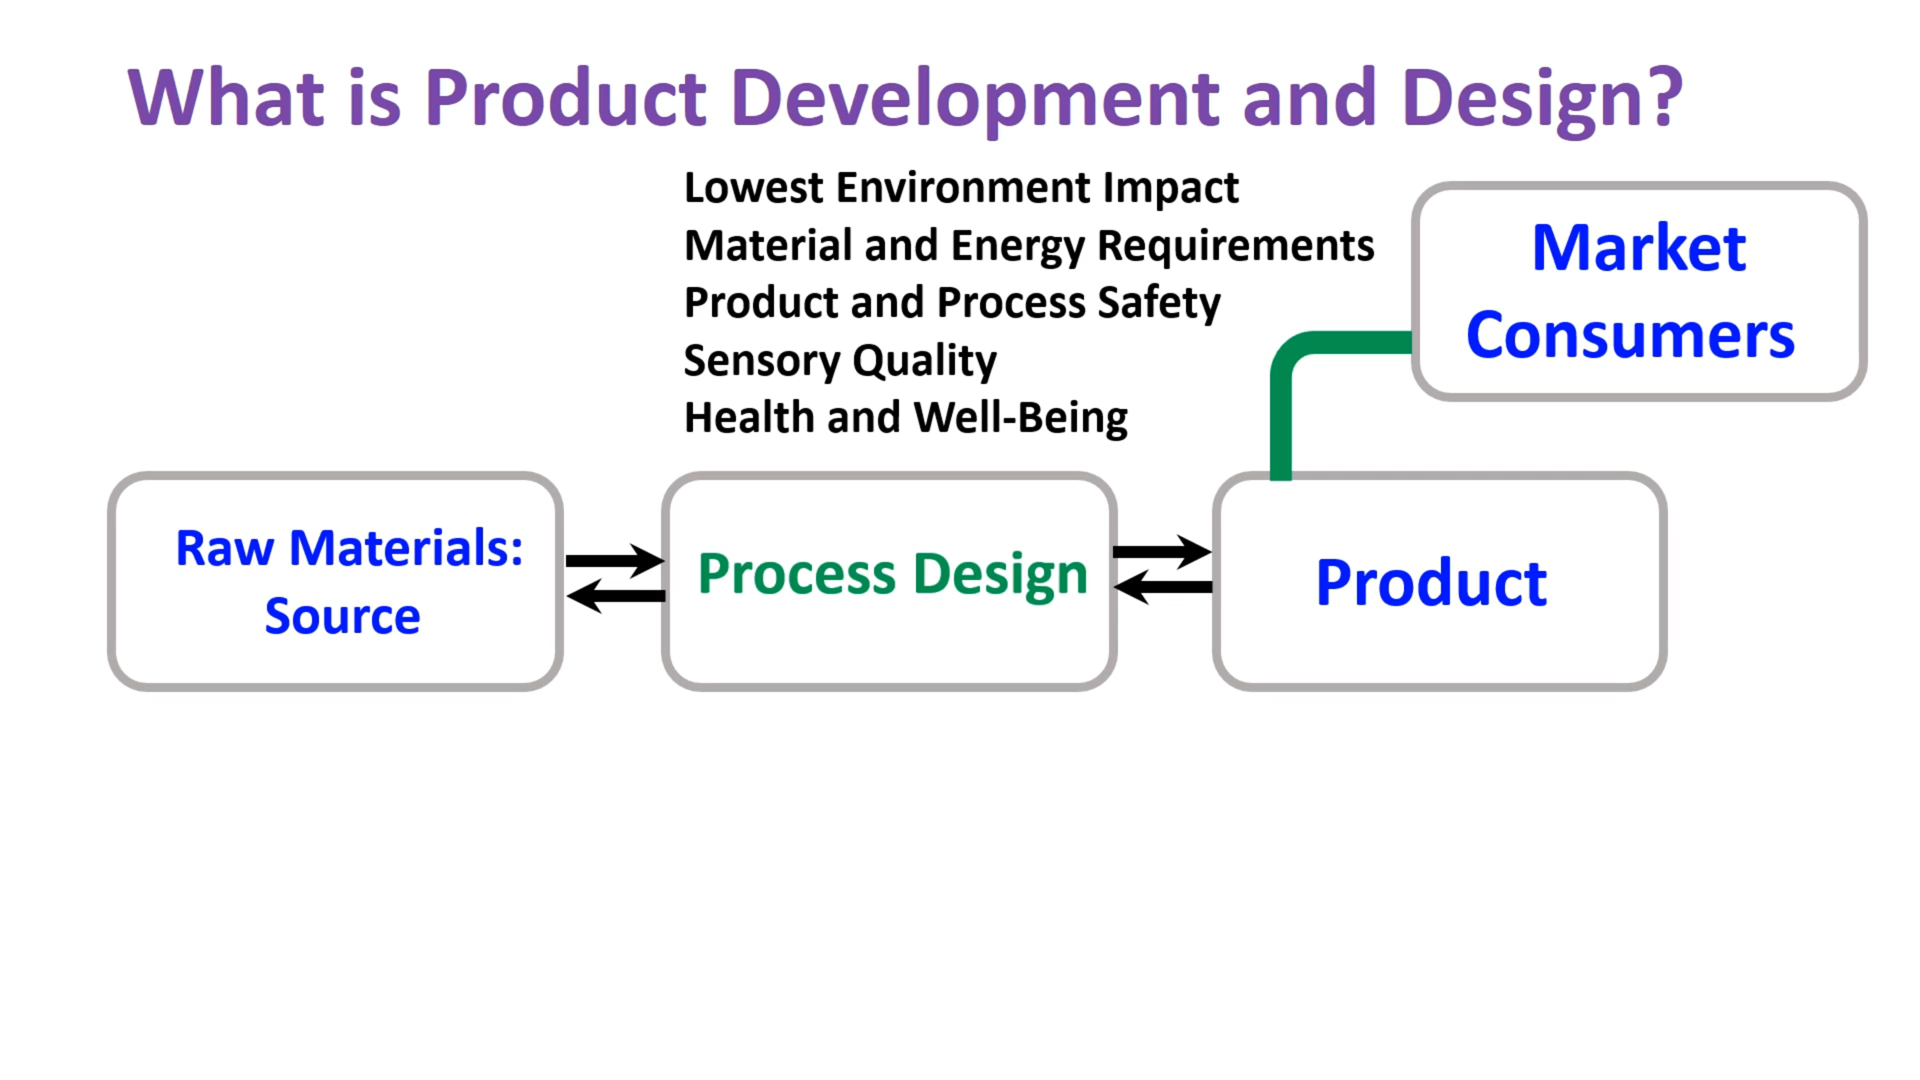 What is Product Development and Design?
Lowest Environment Impact
Material and Energy Requirements
Product and Process Safety
Sensory Quality
Health and Well-Being
Market
Consumers
Raw Materials:
Source
Process Design
Product